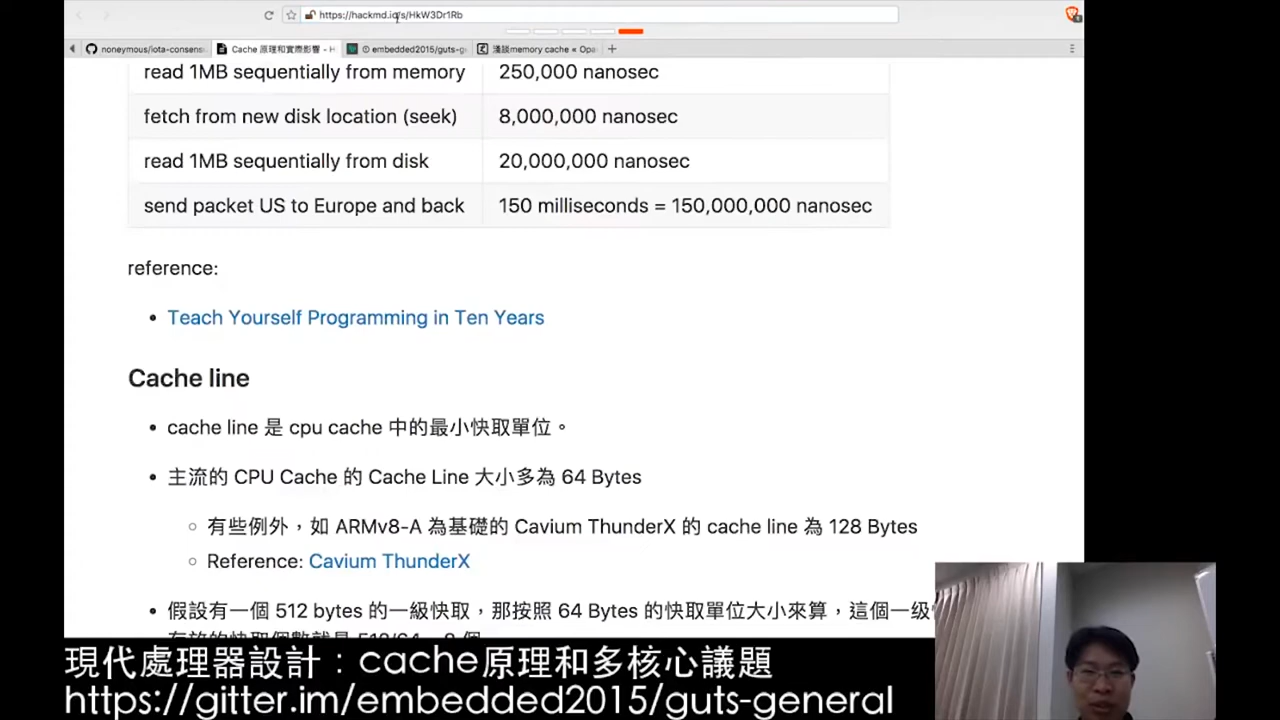 https://hackmd.io/s/HkW3Dr1Rb
noneymous/iota-consens
Cache 原理和實際影響 - H
embedded2015/guts-g
淺談memory cache « Opa
read 1MB sequentially from memory 250,000 nanosec
fetch from new disk location (seek) 8,000,000 nanosec
read 1MB sequentially from disk 20,000,000 nanosec
send packet US to Europe and back 150 milliseconds = 150,000,000 nanosec
reference:
• Teach Yourself Programming in Ten Years
Cache line
• cache line 是 cpu cache 中的最小快取單位。
• 主流的 CPU Cache 的 Cache Line 大小多為 64 Bytes
○ 有些例外，如 ARMv8-A 為基礎的 Cavium ThunderX 的 cache line 為 128 Bytes
○ Reference: Cavium ThunderX
• 假設有一個 512 bytes 的一級快取，那按照 64 Bytes 的快取單位大小來算，這個一级
現代處理器設計：cache原理和多核心議題
https://gitter.im/embedded2015/guts-general